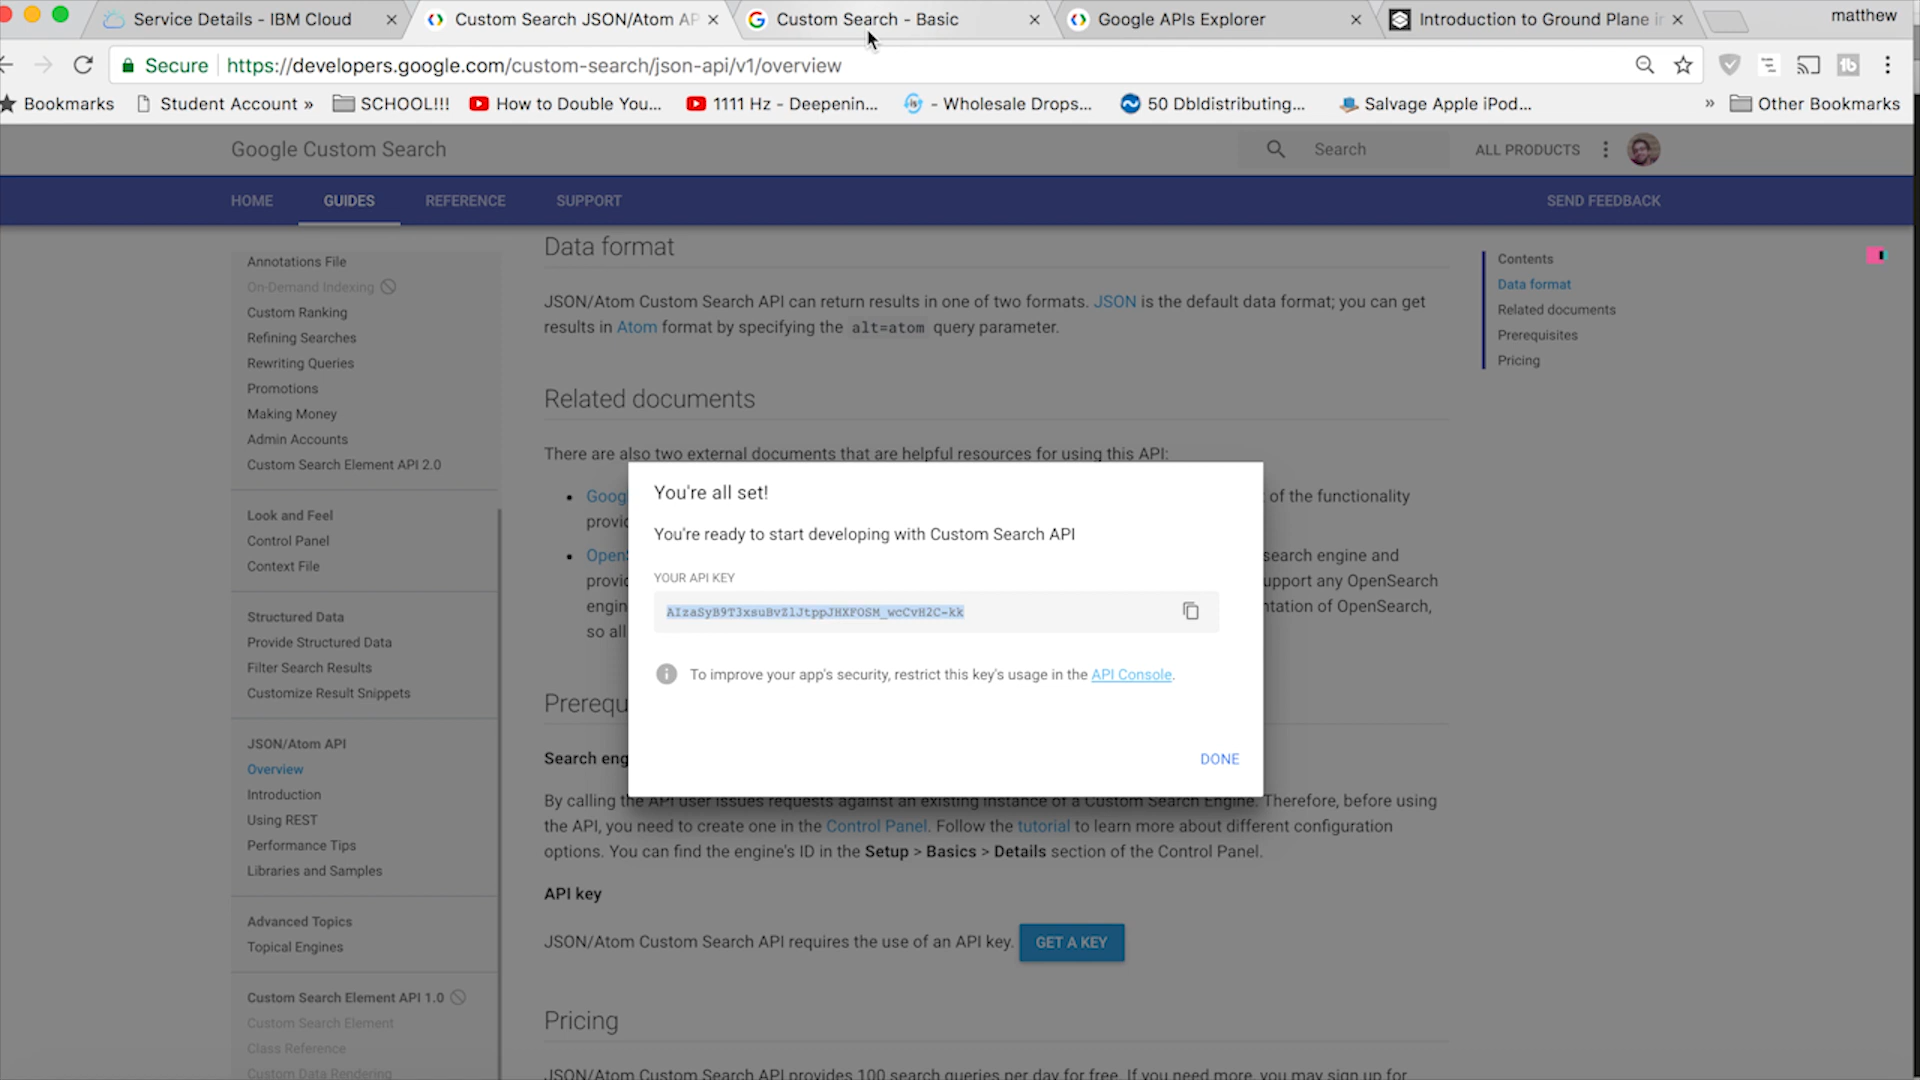 Service Details - IBM Cloud
Custom Search JSON/Atom AP
Custom Search - Basic
Google APIs Explorer
Introduction to Ground Plane in
matthew
Secure
https://developers.google.com/custom-search/json-api/v1/overview
Bookmarks
Student Account »
SCHOOL!!!
How to Double You...
1111 Hz - Deepenin...
- Wholesale Drops...
50 Dbldistributing...
Salvage Apple iPod...
»
Other Bookmarks
Google Custom Search
Search
ALL PRODUCTS
HOME
GUIDES
REFERENCE
SUPPORT
SEND FEEDBACK
Annotations File
On-Demand Indexing
Custom Ranking
Refining Searches
Rewriting Queries
Promotions
Making Money
Admin Accounts
Custom Search Element API 2.0
Look and Feel
Control Panel
Context File
Structured Data
Provide Structured Data
Filter Search Results
Customize Result Snippets
JSON/Atom API
Overview
Introduction
Using REST
Performance Tips
Libraries and Samples
Advanced Topics
Topical Engines
Custom Search Element API 1.0
Custom Search Element
Class Reference
Custom Data Rendering
Data format
JSON/Atom Custom Search API can return results in one of two formats. JSON is the default data format; you can get
results in Atom format by specifying the alt=atom query parameter.
Related documents
There are also two external documents that are helpful resources for using this API:
Goog
of the functionality
provid
OpenS
search engine and
provid
upport any OpenSearch
engin
ntation of OpenSearch,
so all
Prerequ
Search eng
By calling the API user issues requests against an existing instance of a Custom Search Engine. Therefore, before using
the API, you need to create one in the Control Panel. Follow the tutorial to learn more about different configuration
options. You can find the engine's ID in the Setup > Basics > Details section of the Control Panel.
API key
JSON/Atom Custom Search API requires the use of an API key.
GET A KEY
Pricing
JSON/Atom Custom Search API provides 100 search queries per day for free. If you need more, you may sign up for
You're all set!
You're ready to start developing with Custom Search API
YOUR API KEY
AIzaSyB9T3xsuBvZlJtppJHXFOSM_wcCvH2C-kk
To improve your app's security, restrict this key's usage in the API Console.
DONE
Contents
Data format
Related documents
Prerequisites
Pricing